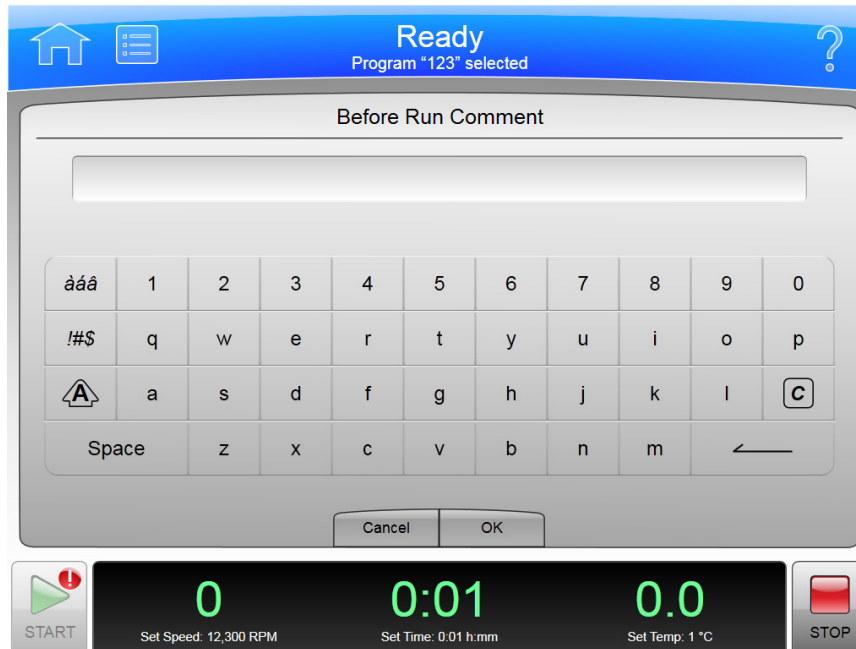 Ready
Program “123” selected
?
Before Run Comment
àáâ 1 2 3 4 5 6 7 8 9 0
!#$ q w e r t y u i o p
A a s d f g h j k l C
Space z x c v b n m
Cancel OK
!
0 0:01 0.0
START Set Speed: 12,300 RPM Set Time: 0:01 h:mm Set Temp: 1 °C STOP